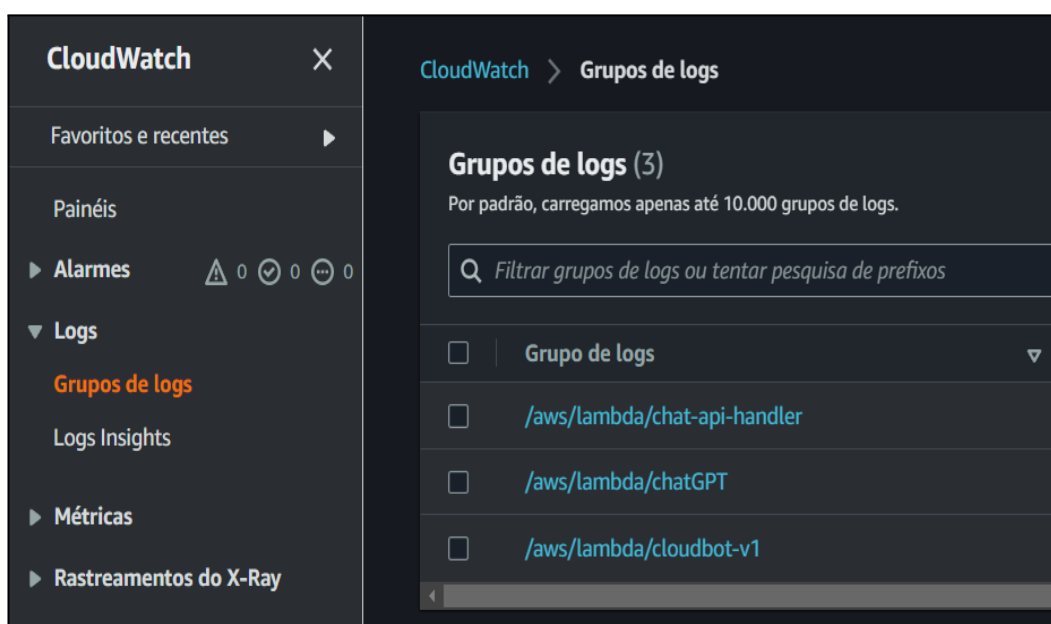 CloudWatch
Favoritos e recentes
Painéis
Alarmes 0 0 0
Logs
Grupos de logs
Logs Insights
Métricas
Rastreamentos do X-Ray
CloudWatch > Grupos de logs
Grupos de logs (3)
Por padrão, carregamos apenas até 10.000 grupos de logs.
Filtrar grupos de logs ou tentar pesquisa de prefixos
Grupo de logs
/aws/lambda/chat-api-handler
/aws/lambda/chatGPT
/aws/lambda/cloudbot-v1